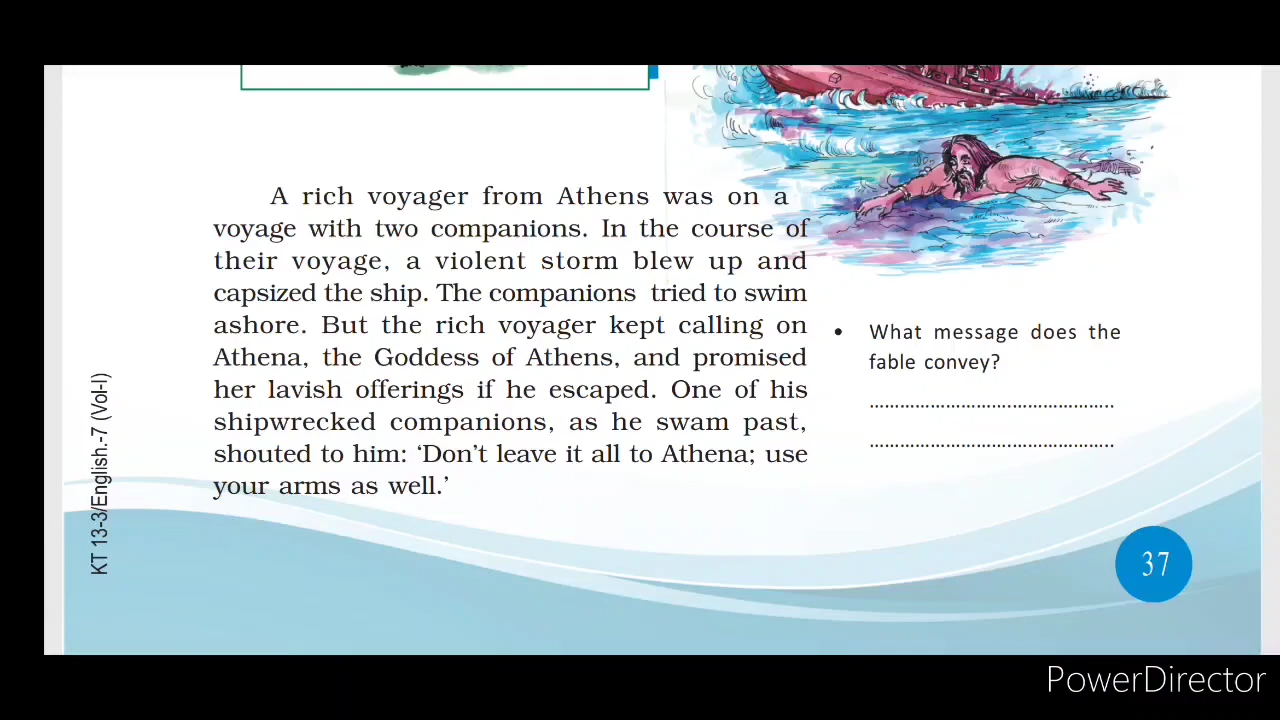 A rich voyager from Athens was on a
voyage with two companions. In the course of
their voyage, a violent storm blew up and
capsized the ship. The companions tried to swim
ashore. But the rich voyager kept calling on
Athena, the Goddess of Athens, and promised
her lavish offerings if he escaped. One of his
shipwrecked companions, as he swam past,
shouted to him: ‘Don’t leave it all to Athena; use
your arms as well.’
• What message does the
fable convey?
................................................
................................................
KT 13-3/English.-7 (Vol-I)
37
PowerDirector